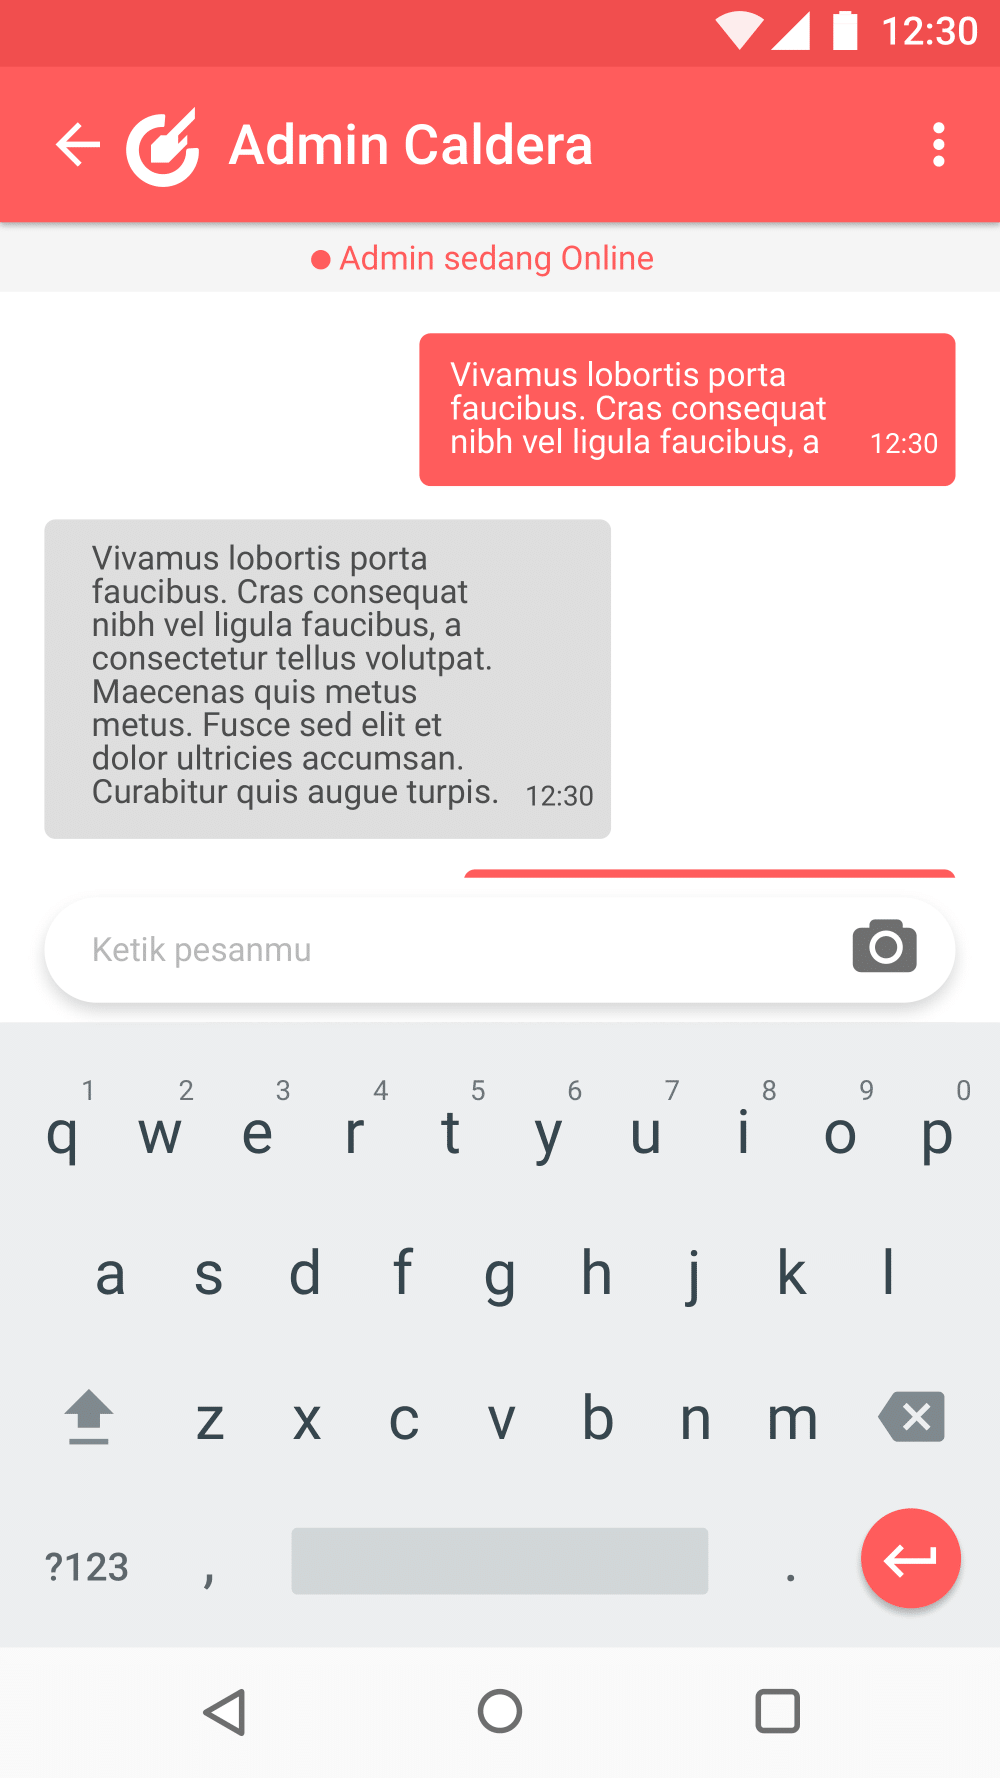 12:30
Admin Caldera
Admin sedang Online
Vivamus lobortis porta
faucibus. Cras consequat
nibh vel ligula faucibus, a 12:30
Vivamus lobortis porta
faucibus. Cras consequat
nibh vel ligula faucibus, a
consectetur tellus volutpat.
Maecenas quis metus
metus. Fusce sed elit et
dolor ultricies accumsan.
Curabitur quis augue turpis. 12:30
Ketik pesanmu
1 2 3 4 5 6 7 8 9 0
q w e r t y u i o p
a s d f g h j k l
z x c v b n m
?123 , .